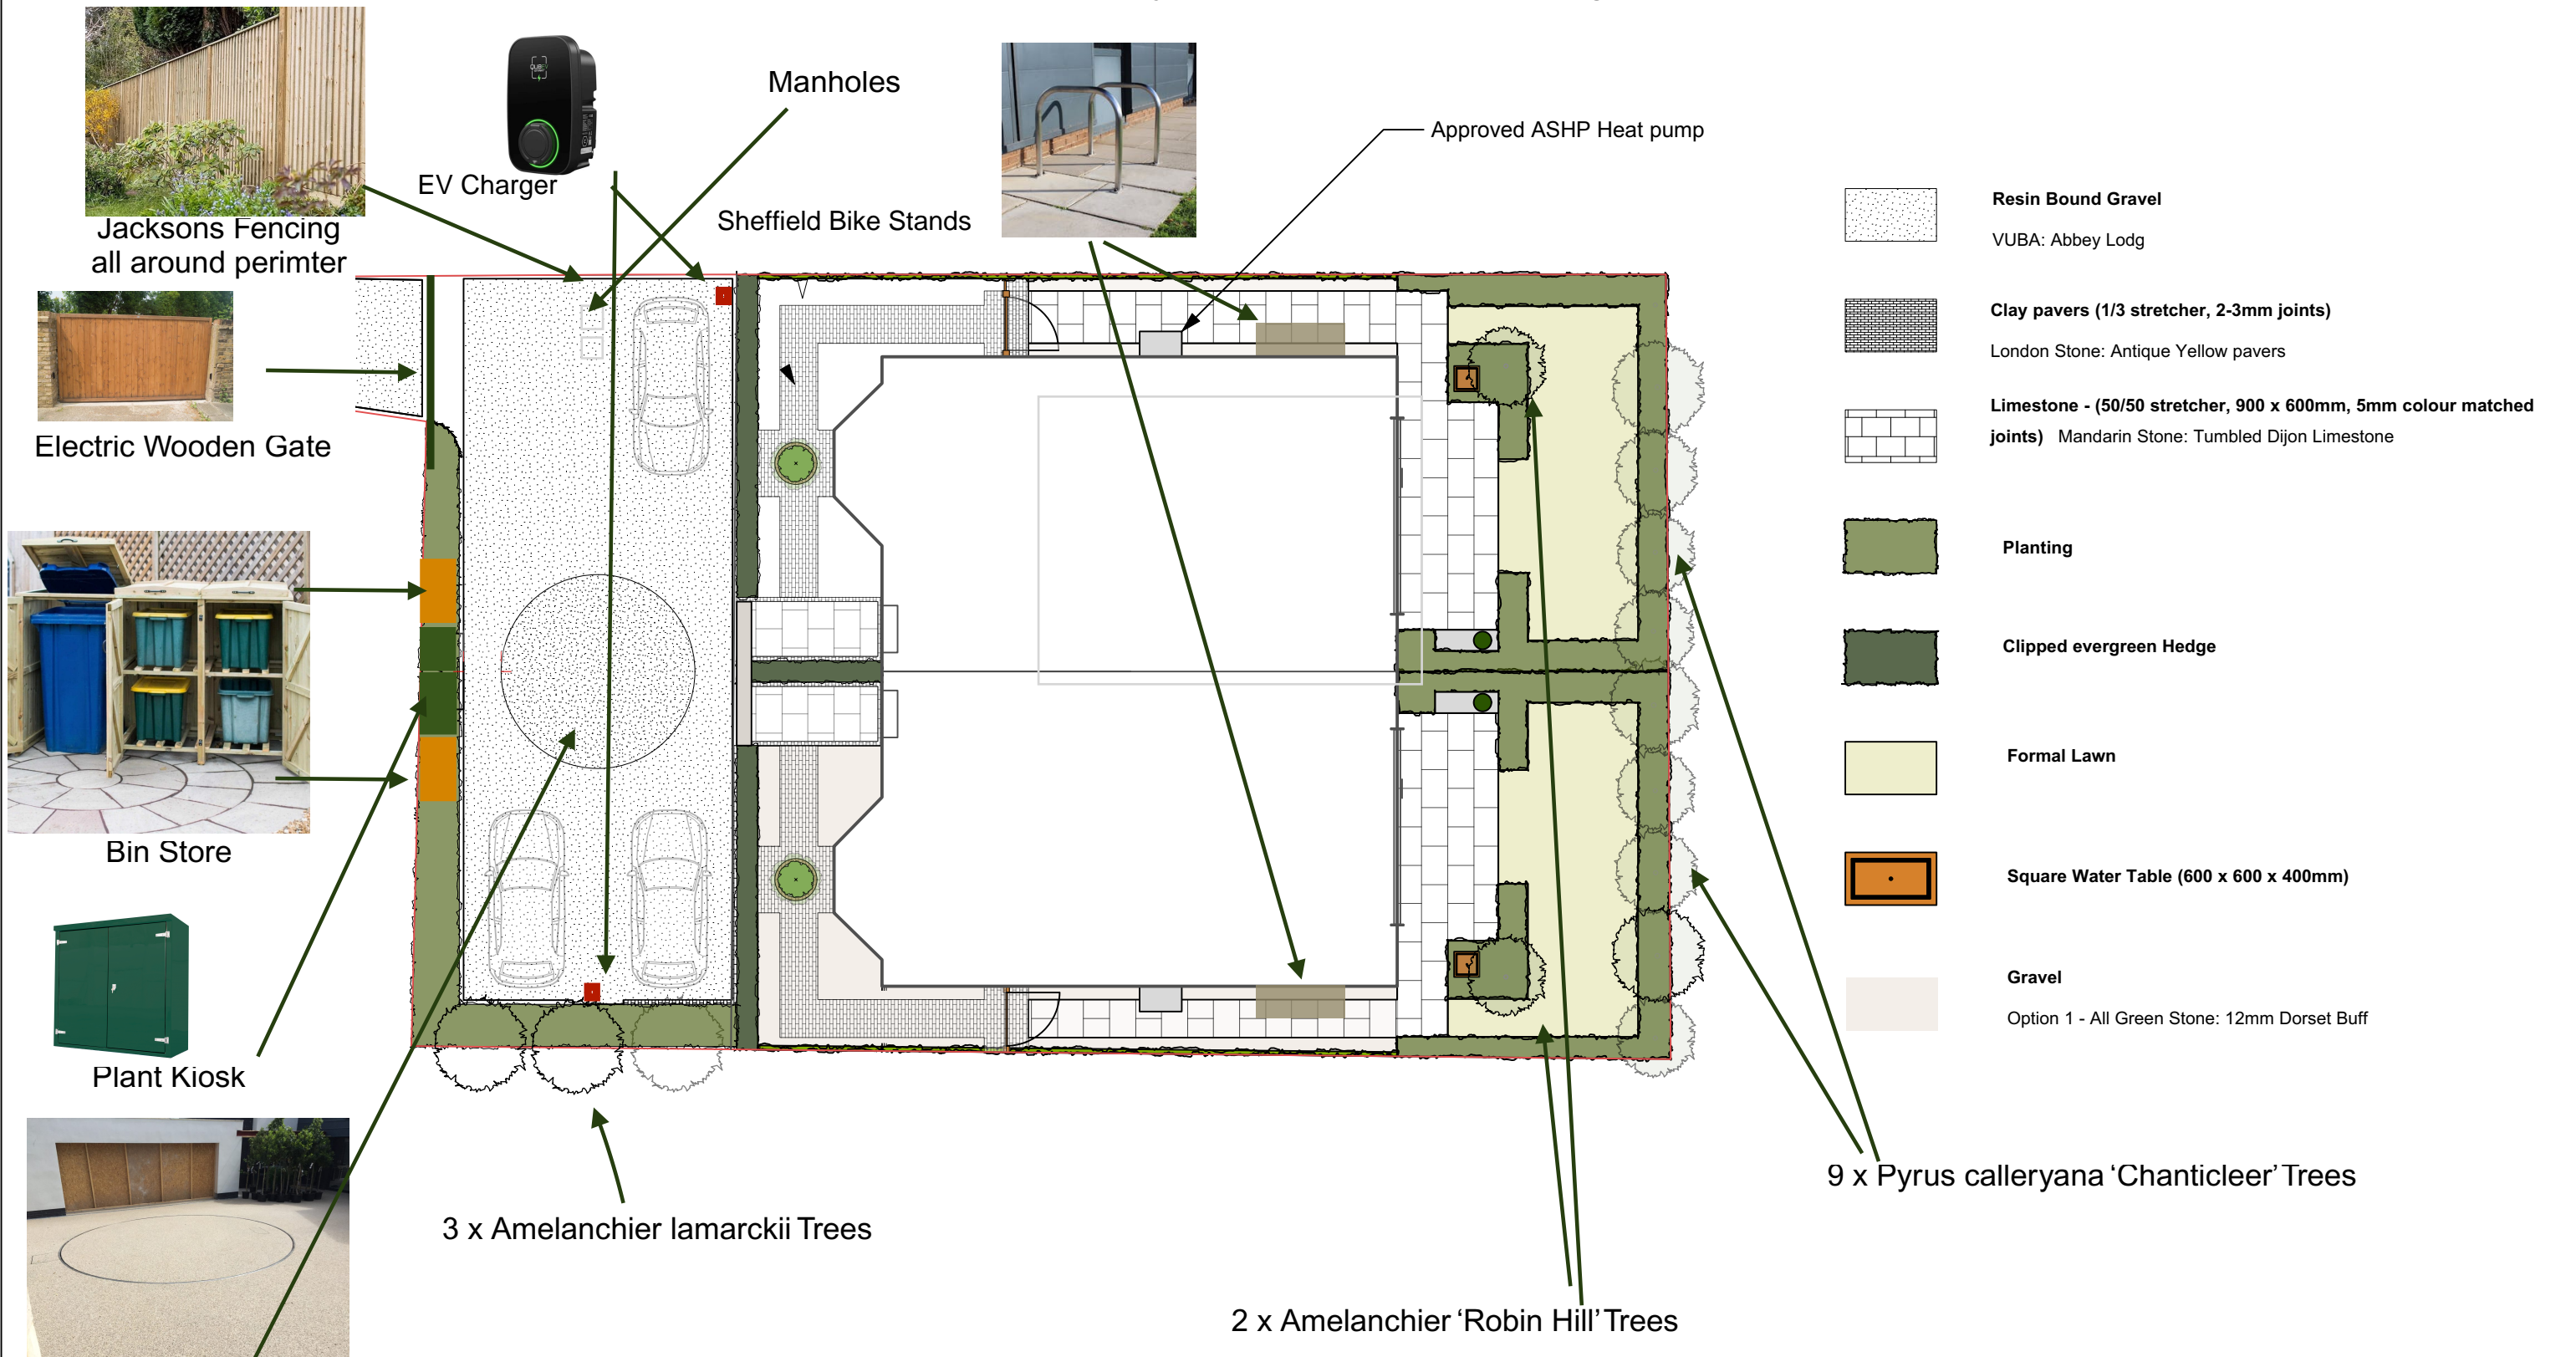 Manholes
Approved ASHP Heat pump
EV Charger
Sheffield Bike Stands
Jacksons Fencing
all around perimter
Electric Wooden Gate
Bin Store
Plant Kiosk
3 x Amelanchier lamarckii Trees
2 x Amelanchier ‘Robin Hill’ Trees
9 x Pyrus calleryana ‘Chanticleer’ Trees
Resin Bound Gravel
VUBA: Abbey Lodg
Clay pavers (1/3 stretcher, 2-3mm joints)
London Stone: Antique Yellow pavers
Limestone - (50/50 stretcher, 900 x 600mm, 5mm colour matched
joints) Mandarin Stone: Tumbled Dijon Limestone
Planting
Clipped evergreen Hedge
Formal Lawn
Square Water Table (600 x 600 x 400mm)
Gravel
Option 1 - All Green Stone: 12mm Dorset Buff